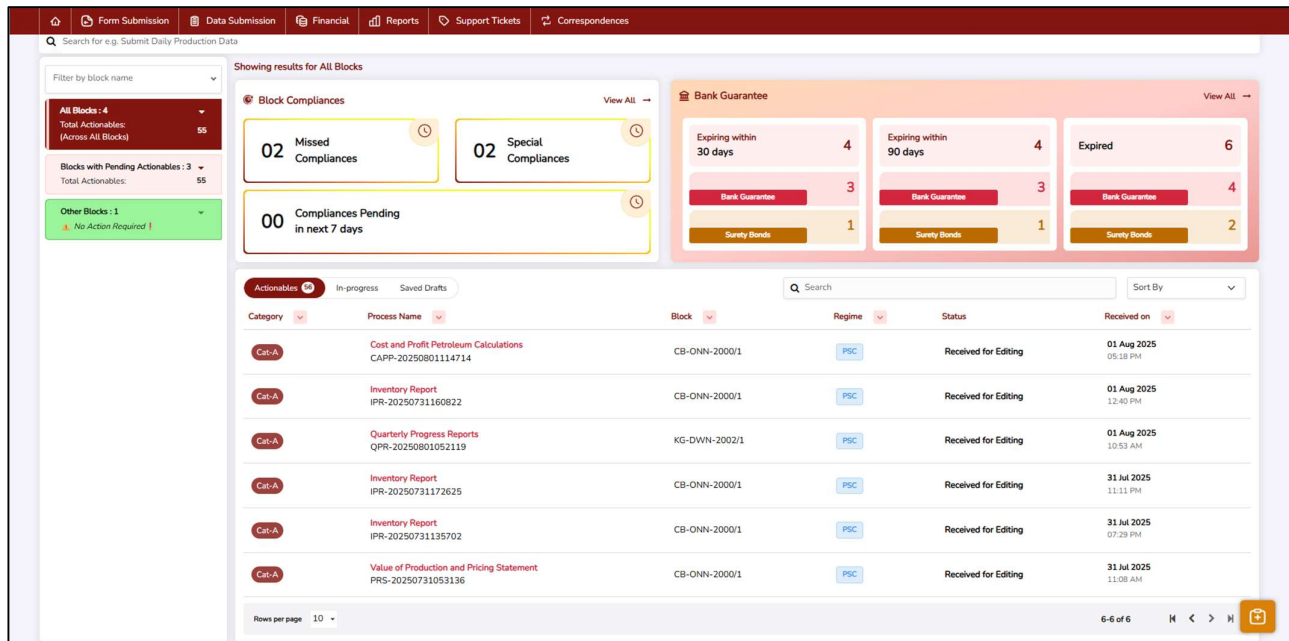 Form Submission
Data Submission
Financial
Reports
Support Tickets
Correspondences
Search for e.g. Submit Daily Production Data
Filter by block name
All Blocks : 4
Total Actionables:
(Across All Blocks)
55
Blocks with Pending Actionables : 3
Total Actionables: 55
Other Blocks : 1
No Action Required !
Showing results for All Blocks
Block Compliances
View All →
02 Missed
Compliances
02 Special
Compliances
00 Compliances Pending
in next 7 days
Bank Guarantee
View All →
Expiring within
30 days
4
Bank Guarantee 3
Surety Bonds 1
Expiring within
90 days
4
Bank Guarantee 3
Surety Bonds 1
Expired 6
Bank Guarantee 4
Surety Bonds 2
Actionables 56
In-progress
Saved Drafts
Search
Sort By
Category Process Name Block Regime Status Received on
Cat-A Cost and Profit Petroleum Calculations CB-ONN-2000/1 PSC Received for Editing 01 Aug 2025
CAPP-20250801114714 05:18 PM
Cat-A Inventory Report CB-ONN-2000/1 PSC Received for Editing 01 Aug 2025
IPR-20250731160822 12:40 PM
Cat-A Quarterly Progress Reports KG-DWN-2002/1 PSC Received for Editing 01 Aug 2025
QPR-20250801052119 10:53 AM
Cat-A Inventory Report CB-ONN-2000/1 PSC Received for Editing 31 Jul 2025
IPR-20250731172625 11:11 PM
Cat-A Inventory Report CB-ONN-2000/1 PSC Received for Editing 31 Jul 2025
IPR-20250731135702 07:29 PM
Cat-A Value of Production and Pricing Statement CB-ONN-2000/1 PSC Received for Editing 31 Jul 2025
PRS-20250731053136 11:08 AM
Rows per page 10
6-6 of 6